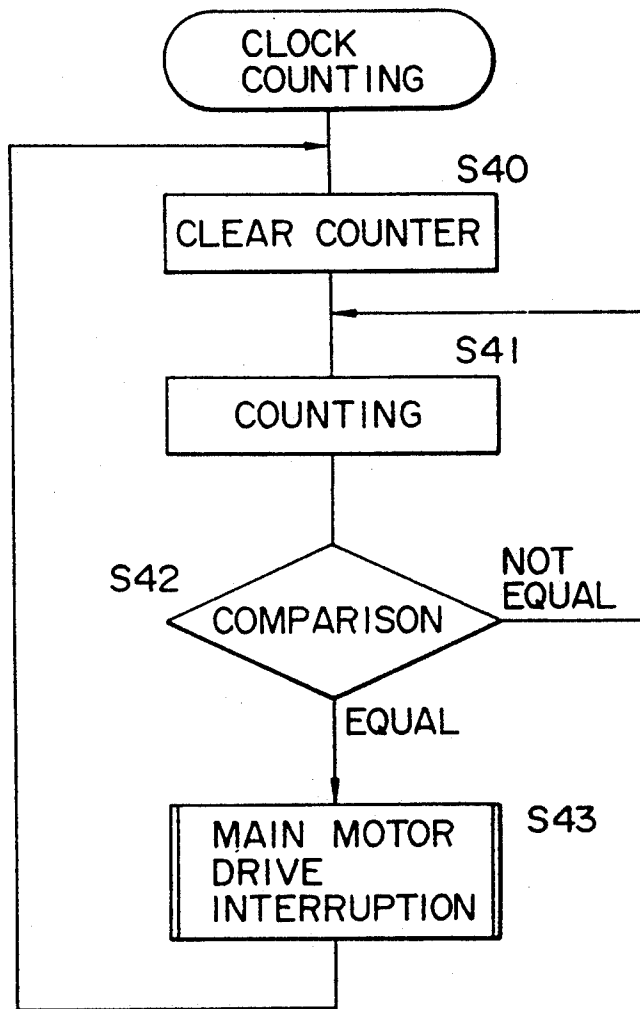 CLOCK
COUNTING
S40
CLEAR COUNTER
S41
COUNTING
S42
COMPARISON
NOT
EQUAL
EQUAL
S43
MAIN MOTOR
DRIVE
INTERRUPTION